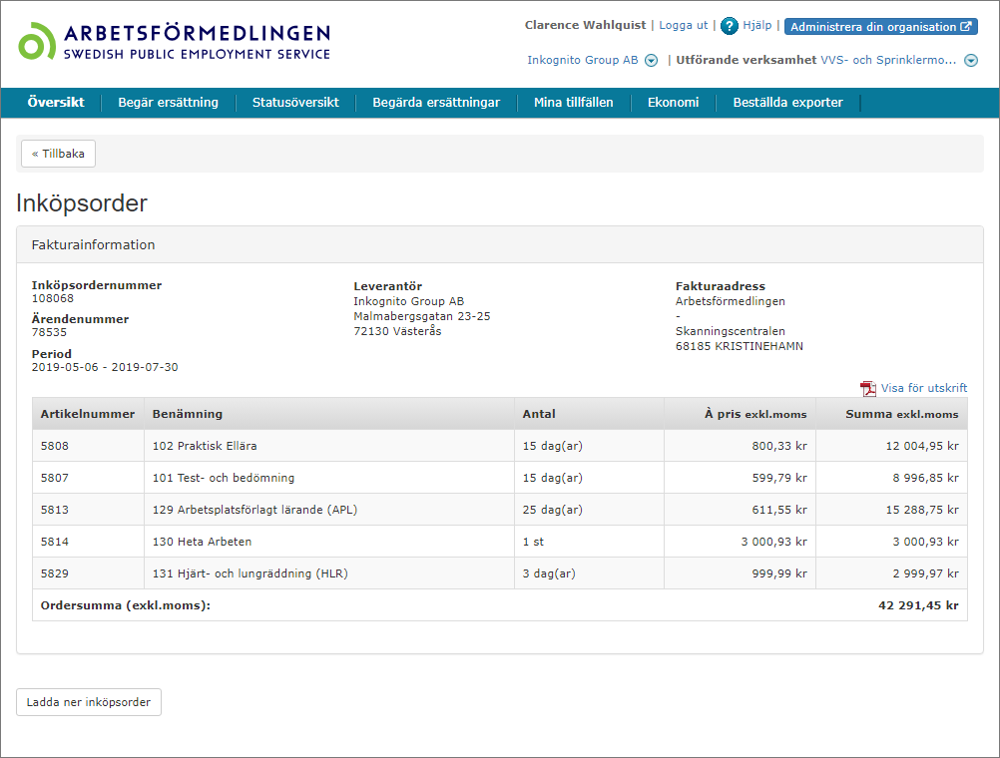 ARBETSFÖRMEDLINGEN
SWEDISH PUBLIC EMPLOYMENT SERVICE
Clarence Wahlquist | Logga ut | ? Hjälp | Administrera din organisation
Inkognito Group AB | Utförande verksamhet VVS- och Sprinklermo...
Översikt Begär ersättning Statusöversikt Begärda ersättningar Mina tillfällen Ekonomi Beställda exporter
« Tillbaka
Inköpsorder
Fakturainformation
Inköpsordernummer
108068
Ärendenummer
78535
Period
2019-05-06 - 2019-07-30
Leverantör
Inkognito Group AB
Malmabergsgatan 23-25
72130 Västerås
Fakturaadress
Arbetsförmedlingen
-
Skanningscentralen
68185 KRISTINEHAMN
Visa för utskrift
Artikelnummer Benämning Antal À pris exkl.moms Summa exkl.moms
5808 102 Praktisk Ellära 15 dag(ar) 800,33 kr 12 004,95 kr
5807 101 Test- och bedömning 15 dag(ar) 599,79 kr 8 996,85 kr
5813 129 Arbetsplatsförlagt lärande (APL) 25 dag(ar) 611,55 kr 15 288,75 kr
5814 130 Heta Arbeten 1 st 3 000,93 kr 3 000,93 kr
5829 131 Hjärt- och lungräddning (HLR) 3 dag(ar) 999,99 kr 2 999,97 kr
Ordersumma (exkl.moms): 42 291,45 kr
Ladda ner inköpsorder